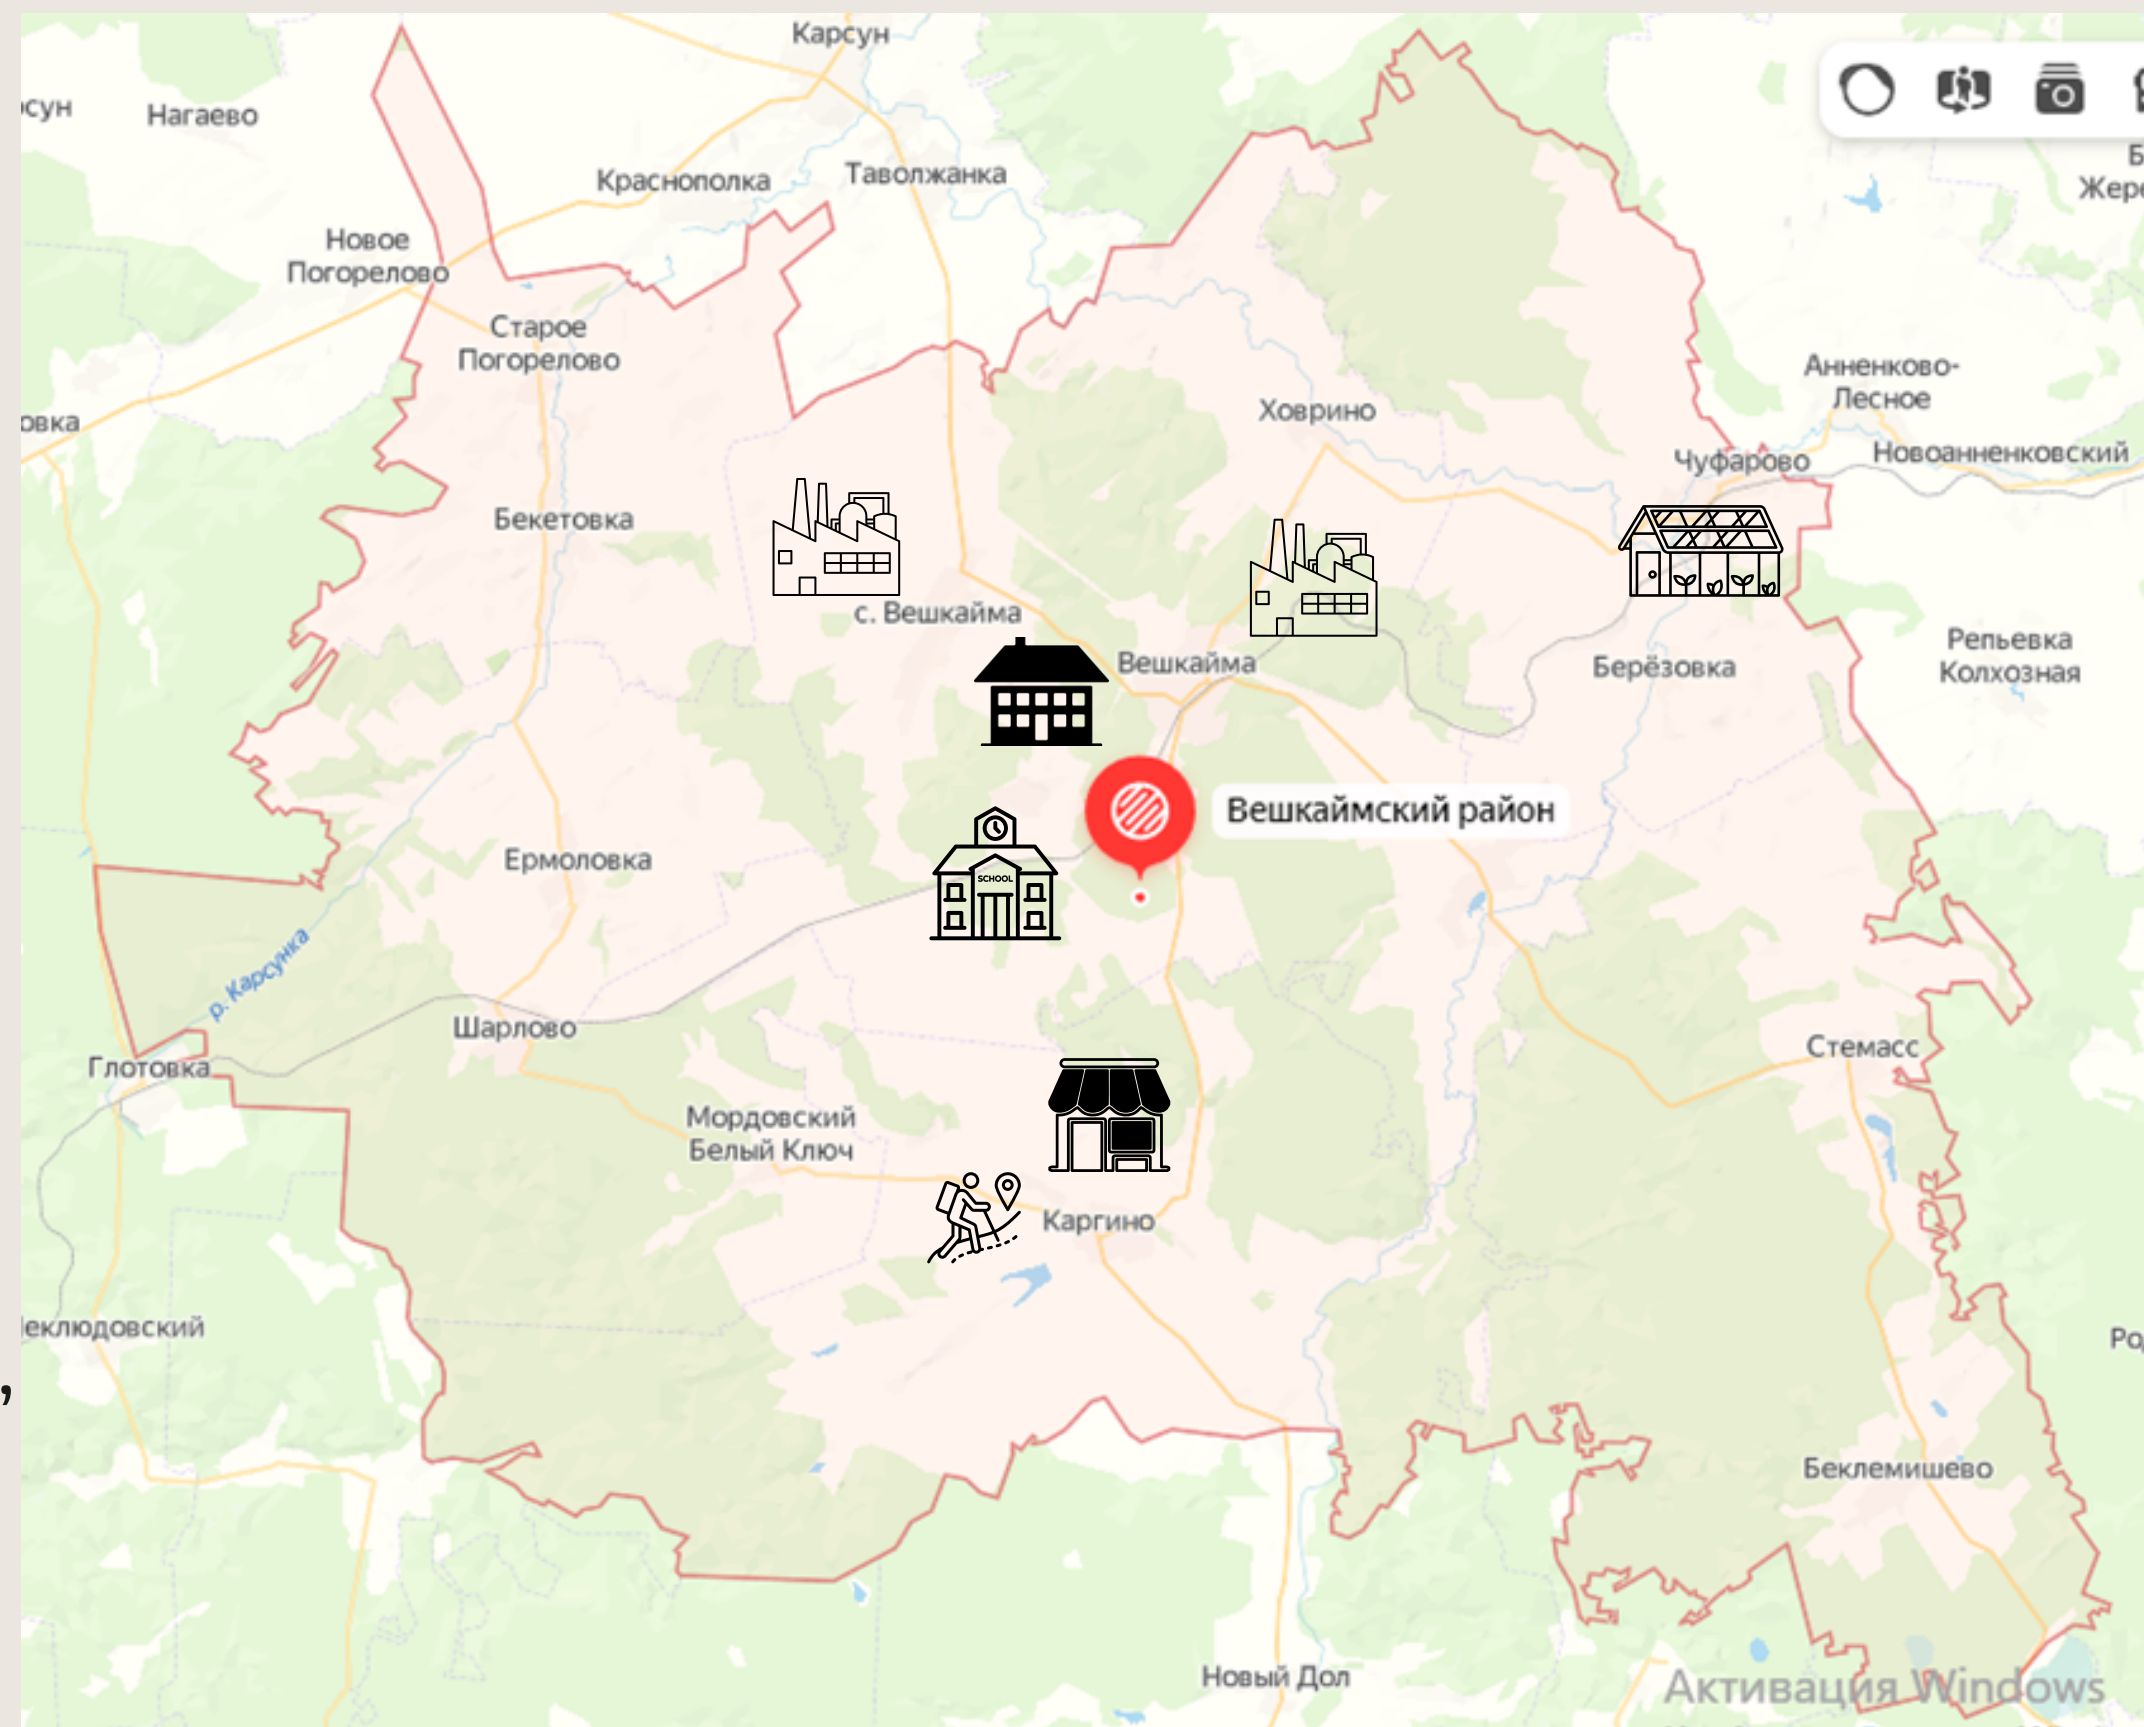 Карсун
Нагаево
Краснополка
Таволжанка
Новое
Погорелово
Старое
Погорелово
Анненково-
Лесное
Ховрино
Чуфарово
Новоанненковский
Бекетовка
с. Вешкайма
Вешкайма
Берёзовка
Репьевка
Колхозная
Вешкаймский район
Ермоловка
SCHOOL
р. Карсунка
Шарлово
Глотовка
Стемасс
Мордовский
Белый Ключ
Каргино
еклюдовский
,
Беклемишево
Новый Дол
Активация Windows